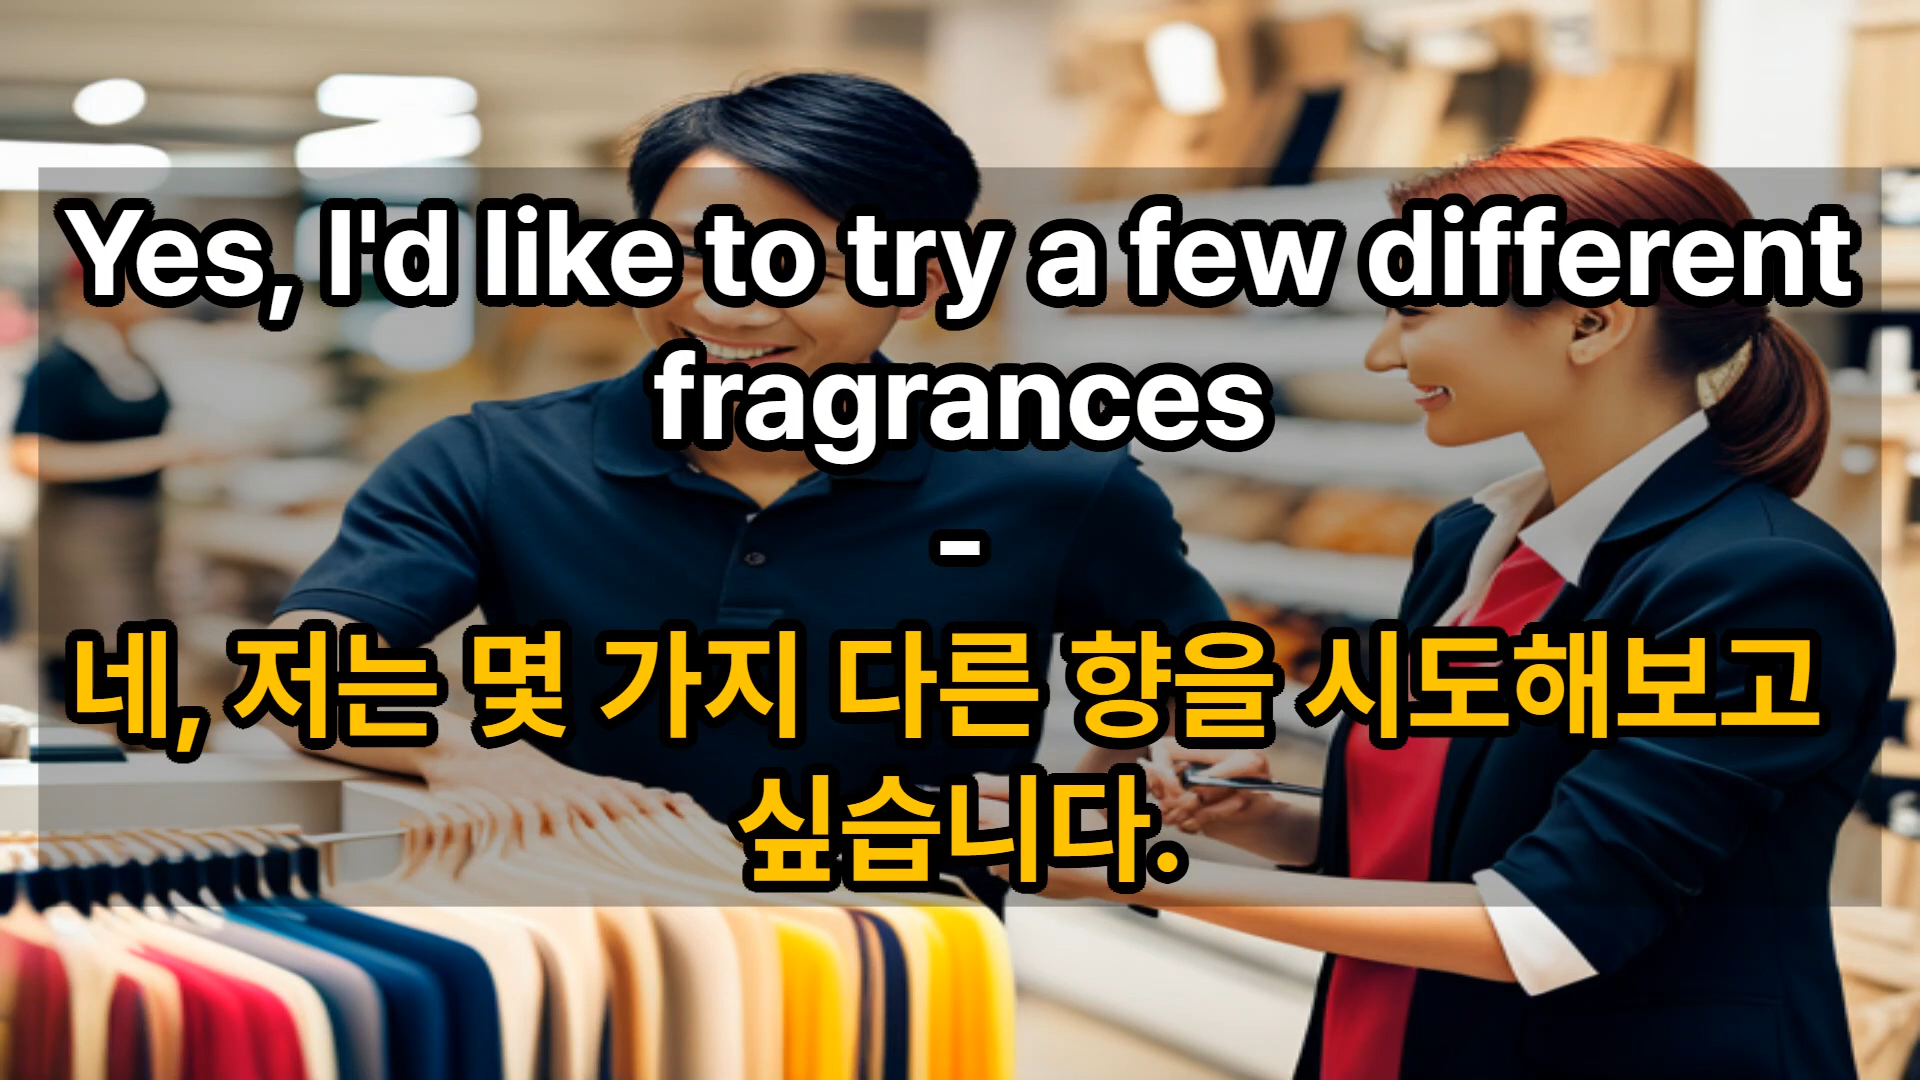 Yes, I'd like to try a few different
fragrances
-
네, 저는 몇 가지 다른 향을 시도해보고
싶습니다.